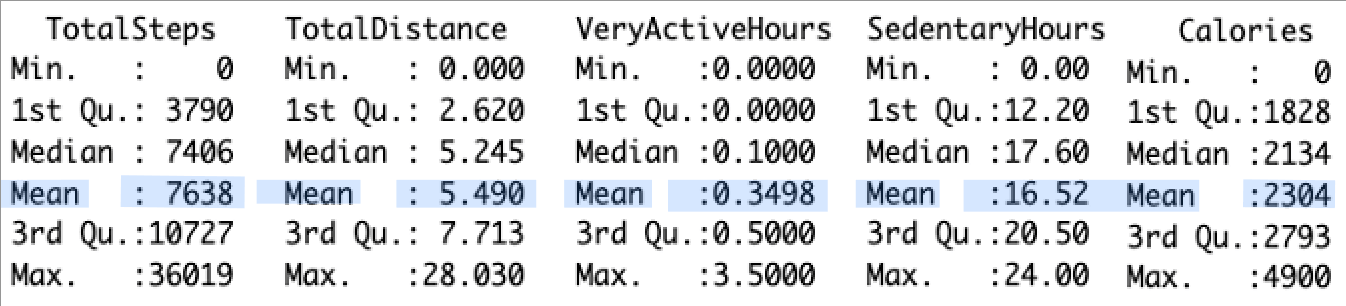 TotalSteps TotalDistance VeryActiveHours SedentaryHours Calories
Min. : 0 Min. : 0.000 Min. :0.0000 Min. : 0.00 Min. : 0
1st Qu.: 3790 1st Qu.: 2.620 1st Qu.:0.0000 1st Qu.:12.20 1st Qu.:1828
Median : 7406 Median : 5.245 Median :0.1000 Median :17.60 Median :2134
Mean : 7638 Mean : 5.490 Mean :0.3498 Mean :16.52 Mean :2304
3rd Qu.:10727 3rd Qu.: 7.713 3rd Qu.:0.5000 3rd Qu.:20.50 3rd Qu.:2793
Max. :36019 Max. :28.030 Max. :3.5000 Max. :24.00 Max. :4900